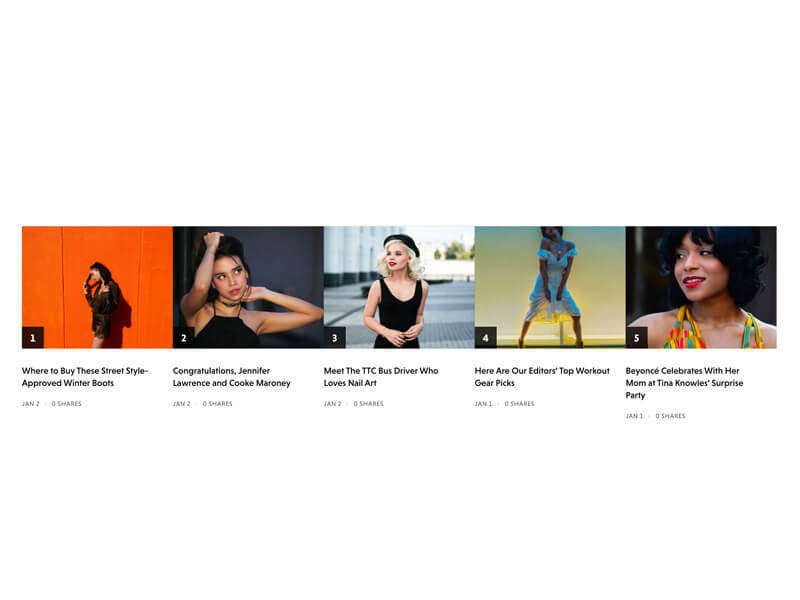 1
2
3
4
5
Where to Buy These Street Style-
Approved Winter Boots
JAN 2 · 0 SHARES
Congratulations, Jennifer
Lawrence and Cooke Maroney
JAN 2 · 0 SHARES
Meet The TTC Bus Driver Who
Loves Nail Art
JAN 2 · 0 SHARES
Here Are Our Editors' Top Workout
Gear Picks
JAN 1 · 0 SHARES
Beyoncé Celebrates With Her
Mom at Tina Knowles' Surprise
Party
JAN 1 · 0 SHARES